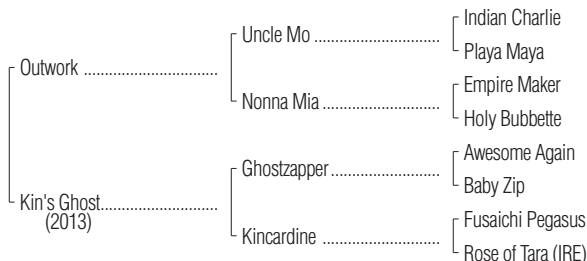 Indian Charlie
Uncle Mo ..............................
Playa Maya
Outwork ................................
Empire Maker
Nonna Mia ............................
Holy Bubbette
Awesome Again
Ghostzapper ..........................
Baby Zip
Kin's Ghost............................
(2013)
Fusaichi Pegasus
Kincardine ............................
Rose of Tara (IRE)